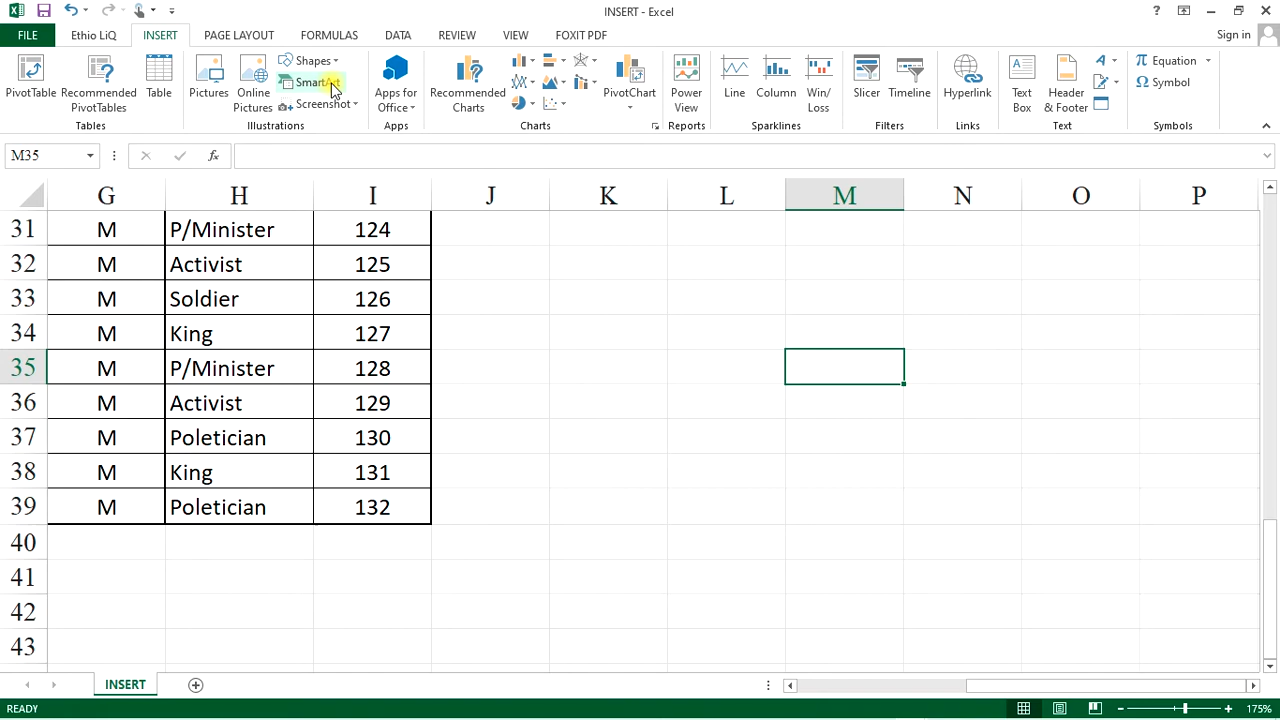 INSERT - Excel
FILE Ethio LiQ INSERT PAGE LAYOUT FORMULAS DATA REVIEW VIEW FOXIT PDF Sign in
PivotTable Recommended PivotTables Table Pictures Online Pictures Shapes SmartArt Screenshot Apps for Office Recommended Charts PivotChart Power View Line Column Win/Loss Slicer Timeline Hyperlink Text Box Header & Footer Equation Symbol
Tables Illustrations Apps Charts Reports Sparklines Filters Links Text Symbols
M35 fx
G H I J K L M N O P
31 M P/Minister 124
32 M Activist 125
33 M Soldier 126
34 M King 127
35 M P/Minister 128
36 M Activist 129
37 M Poletician 130
38 M King 131
39 M Poletician 132
40
41
42
43
INSERT
READY 175%